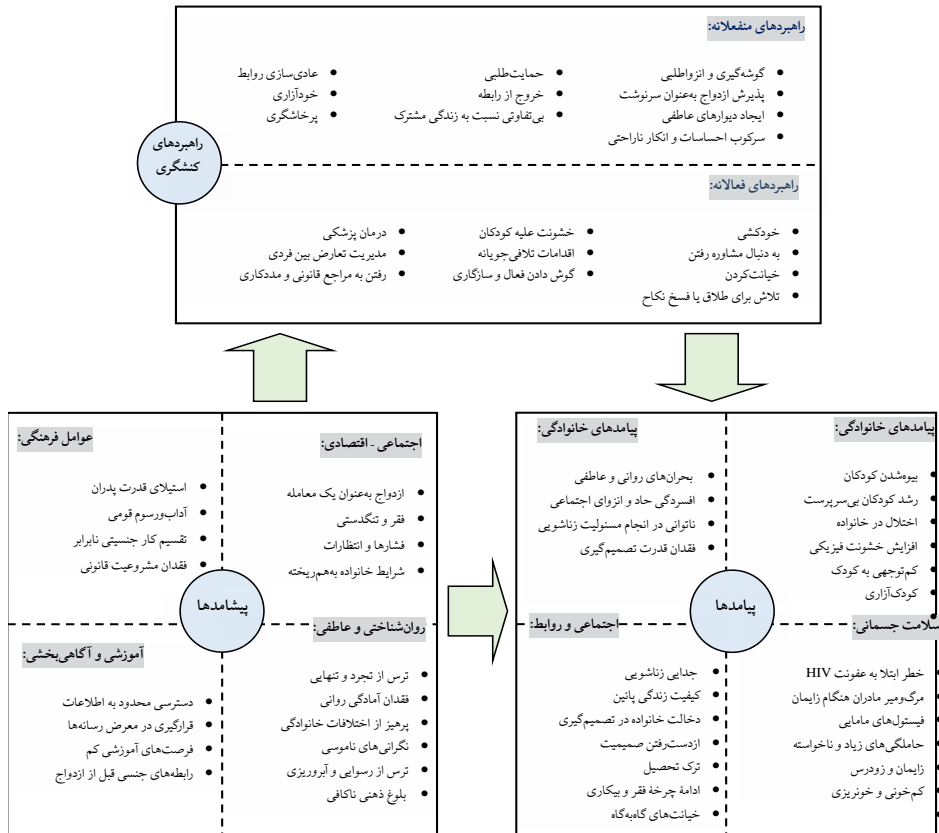 راهبردهای منفعلانه:
گوشه‌گیری و انزواطلبی
پذیرش ازدواج به‌عنوان سرنوشت
ایجاد دیوارهای عاطفی
سرکوب احساسات و انکار ناراحتی
حمایت‌طلبی
خروج از رابطه
بی‌تفاوتی نسبت به زندگی مشترک
عادی‌سازی روابط
خودآزاری
پرخاشگری
راهبردهای
کنشگری
راهبردهای فعالانه:
خودکشی
به دنبال مشاوره رفتن
خیانت‌کردن
تلاش برای طلاق یا فسخ نکاح
خشونت علیه کودکان
اقدامات تلافی‌جویانه
گوش دادن فعال و سازگاری
درمان پزشکی
مدیریت تعارض بین فردی
رفتن به مراجع قانونی و مددکاری
پیامدهای خانوادگی:
بیوه‌شدن کودکان
رشد کودکان بی‌سرپرست
اختلال در خانواده
افزایش خشونت فیزیکی
کم‌توجهی به کودک
کودک‌آزاری
پیامدهای خانوادگی:
بحران‌های روانی و عاطفی
افسردگی حاد و انزوای اجتماعی
ناتوانی در انجام مسئولیت زناشویی
فقدان قدرت تصمیم‌گیری
پیامدها
سلامت جسمانی:
خطر ابتلا به عفونت HIV
مرگ‌ومیر مادران هنگام زایمان
فیستول‌های مامایی
حاملگی‌های زیاد و ناخواسته
زایمان و زودرس
کم‌خونی و خونریزی
اجتماعی و روابط:
جدایی زناشویی
کیفیت زندگی پائین
دخالت خانواده در تصمیم‌گیری
ازدست‌رفتن صمیمیت
ترک تحصیل
ادامۀ چرخۀ فقر و بیکاری
خیانت‌های گاه‌به‌گاه
اجتماعی - اقتصادی:
ازدواج به‌عنوان یک معامله
فقر و تنگدستی
فشارها و انتظارات
شرایط خانواده به‌هم‌ریخته
عوامل فرهنگی:
استیلای قدرت پدران
آداب‌ورسوم قومی
تقسیم کار جنسیتی نابرابر
فقدان مشروعیت قانونی
پیشامدها
روان‌شناختی و عاطفی:
ترس از تجرد و تنهایی
فقدان آمادگی روانی
پرهیز از اختلافات خانوادگی
نگرانی‌های ناموسی
ترس از رسوایی و آبروریزی
بلوغ ذهنی ناکافی
آموزشی و آگاهی‌بخشی:
دسترسی محدود به اطلاعات
قرارگیری در معرض رسانه‌ها
فرصت‌های آموزشی کم
رابطه‌های جنسی قبل از ازدواج